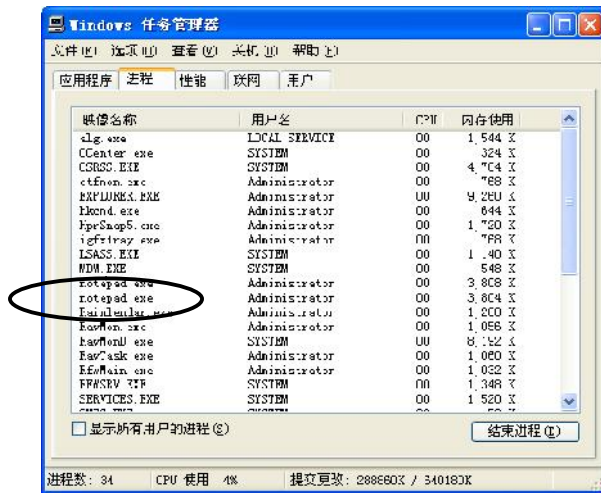 Windows 任务管理器
文件(F) 选项(O) 查看(V) 关机(U) 帮助(H)
应用程序 进程 性能 联网 用户
映像名称 用户名 CPU 内存使用
alg.exe LOCAL SERVICE 00 1,544 K
CCenter.exe SYSTEM 00 324 K
CSRSS.EXE SYSTEM 00 4,704 K
ctfmon.exe Administrator 00 768 K
EXPLORER.EXE Administrator 00 9,280 K
hkcmd.exe Administrator 00 644 K
HprSnap5.exe Administrator 00 1,720 K
igfxtray.exe Administrator 00 768 K
LSASS.EXE SYSTEM 00 K
MDM.EXE SYSTEM 00 548 K
notepad.exe Administrator 00 3,808 K
notepad.exe Administrator 00 3,804 K
Rainlendar.exe Administrator 00 1,200 K
RavMon.exe Administrator 00 1,056 K
RavMonD.exe SYSTEM 00 8,192 K
RavTask.exe Administrator 00 1,060 K
RfwMain.exe Administrator 00 1,032 K
RFWSRV.EXE SYSTEM 00 1,348 K
SERVICES.EXE SYSTEM 00 1,520 K
显示所有用户的进程(S)
结束进程(E)
进程数: 34 CPU 使用 4% 提交更改: 288860K / 640180K